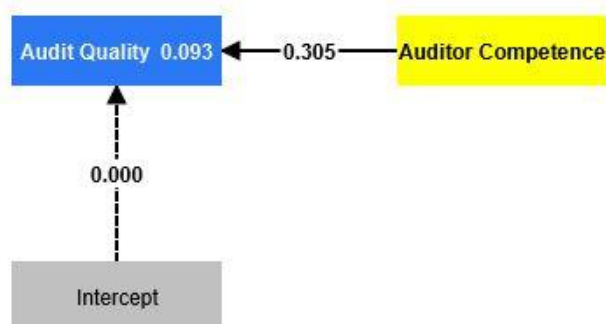 Audit Quality 0.093
0.305
Auditor Competence
0.000
Intercept